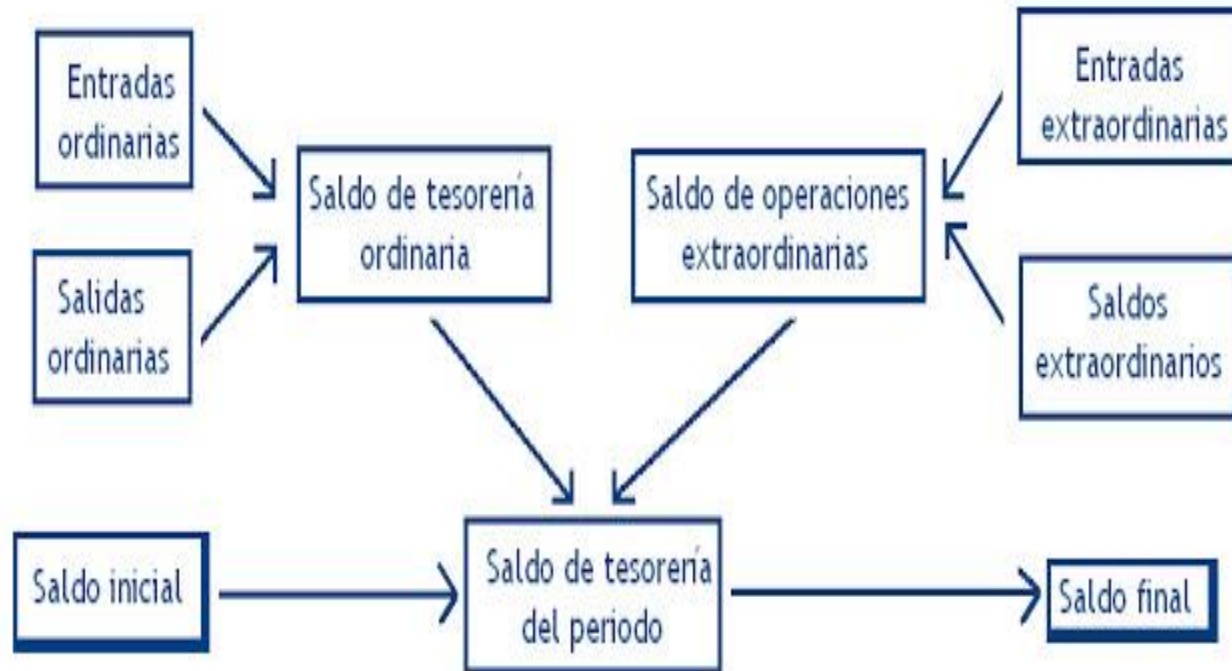 Entradas
ordinarias
Entradas
extraordinarias
Saldo de tesorería
ordinaria
Saldo de operaciones
extraordinarias
Salidas
ordinarias
Saldos
extraordinarios
Saldo inicial
Saldo de tesorería
del periodo
Saldo final